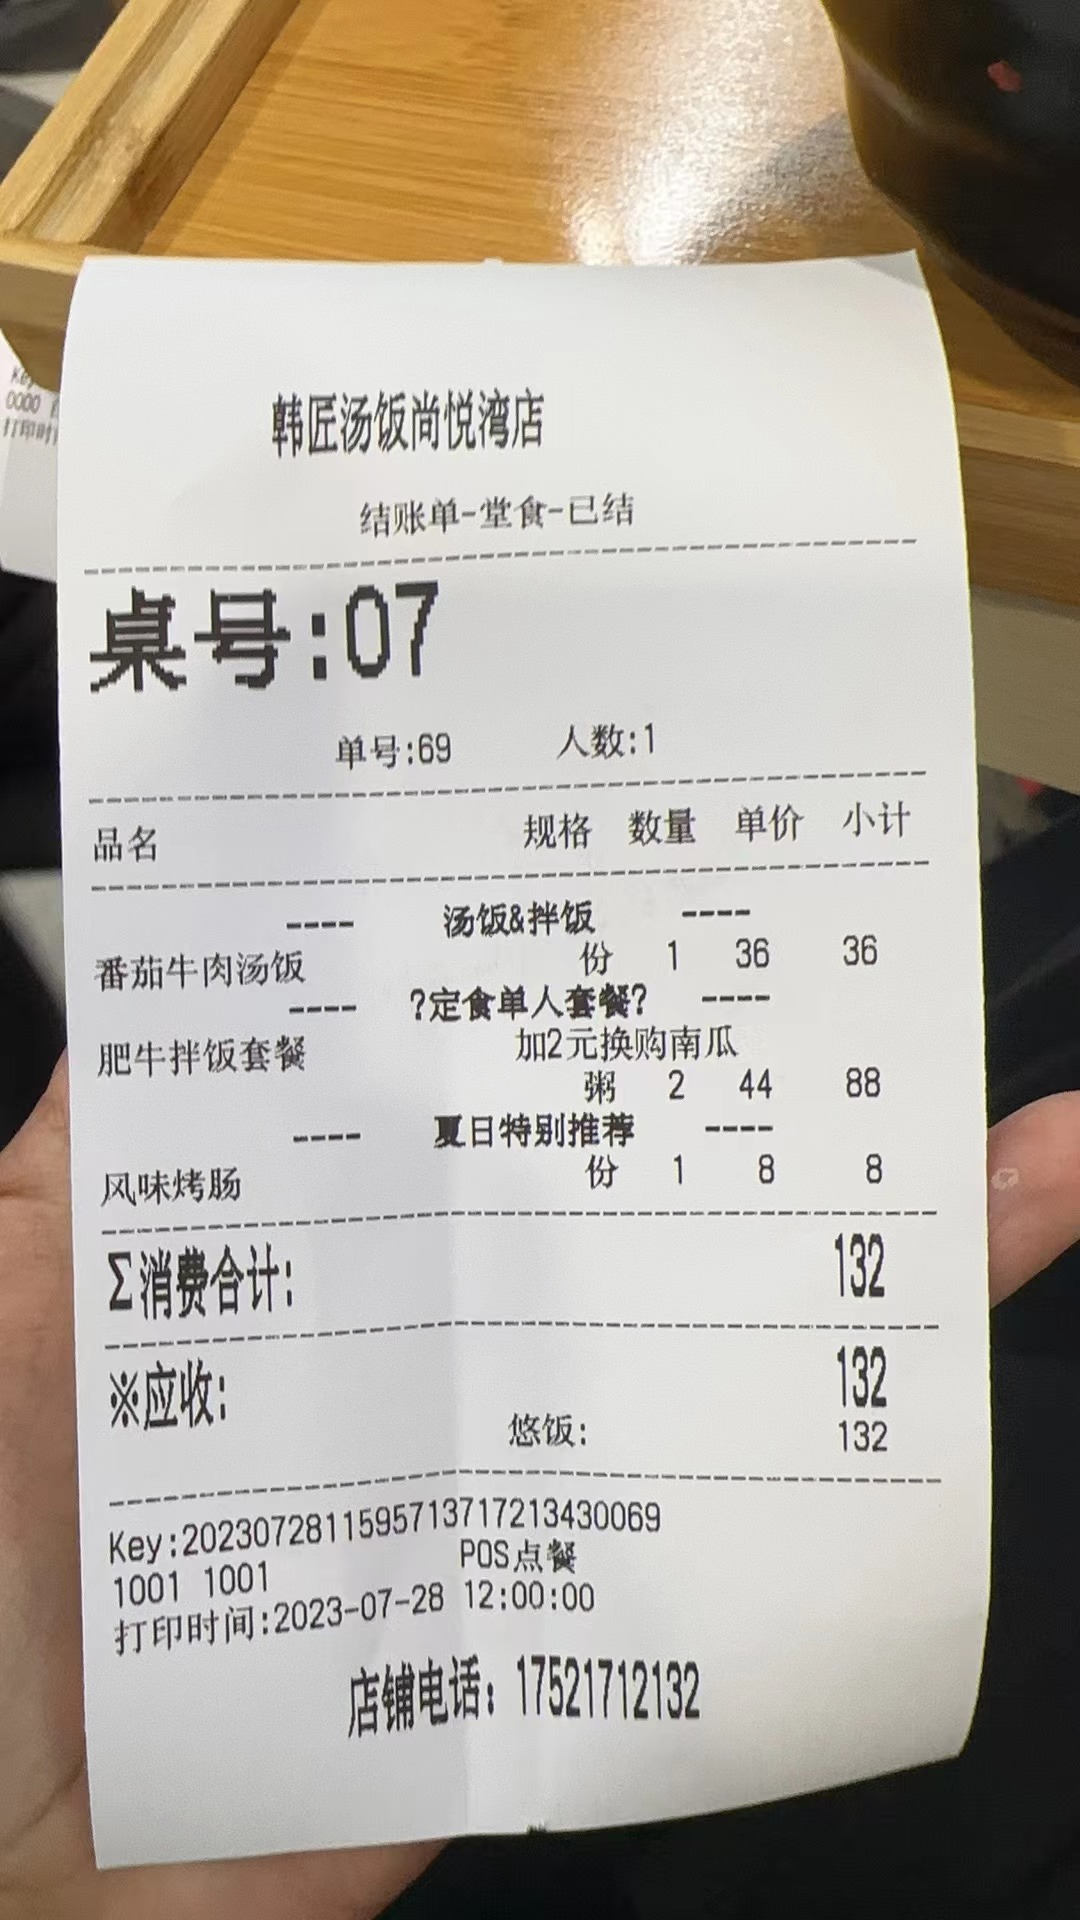 韩匠汤饭尚悦湾店
结账单-堂食-已结
桌号:07
单号:69 人数:1
品名 规格 数量 单价 小计
---- 汤饭&拌饭 ----
番茄牛肉汤饭 份 1 36 36
---- ?定食单人套餐? ----
肥牛拌饭套餐 加2元换购南瓜
粥 2 44 88
---- 夏日特别推荐 ----
风味烤肠 份 1 8 8
Σ消费合计: 132
※应收: 132
悠饭: 132
Key:20230728115957137172134300​69
1001 1001 POS点餐
打印时间:2023-07-28 12:00:00
店铺电话: 17521712132
0000
打印时